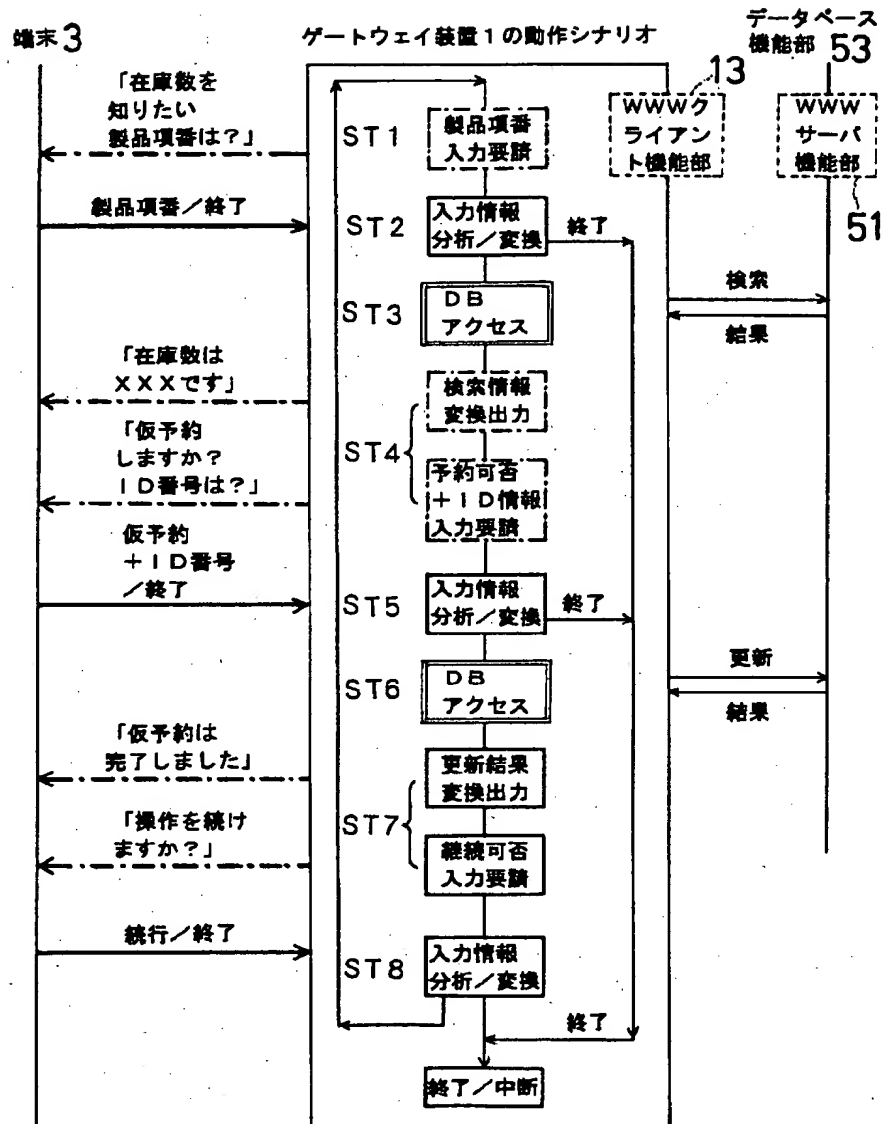 端末3
ゲートウェイ装置1の動作シナリオ
データベース
機能部 53
13
WWWク
ライアン
ト機能部
WWW
サーバ
機能部
51
「在庫数を
知りたい
製品項番は?」
ST1
製品項番
入力要請
製品項番/終了
ST2
入力情報
分析/変換
終了
ST3
DB
アクセス
検索
結果
「在庫数は
XXXです」
「仮予約
しますか?
ID番号は?」
ST4
検索情報
変換出力
予約可否
+ID情報
入力要請
仮予約
+ID番号
/終了
ST5
入力情報
分析/変換
終了
ST6
DB
アクセス
更新
結果
「仮予約は
完了しました」
「操作を続け
ますか?」
ST7
更新結果
変換出力
継続可否
入力要請
続行/終了
ST8
入力情報
分析/変換
終了
終了/中断